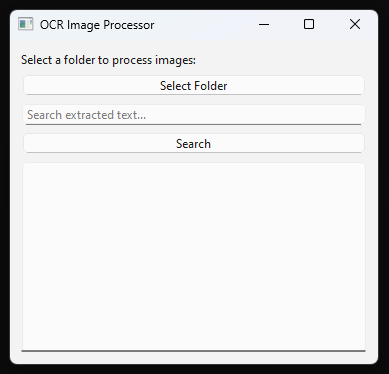 OCR Image Processor
Select a folder to process images:
Select Folder
Search extracted text...
Search